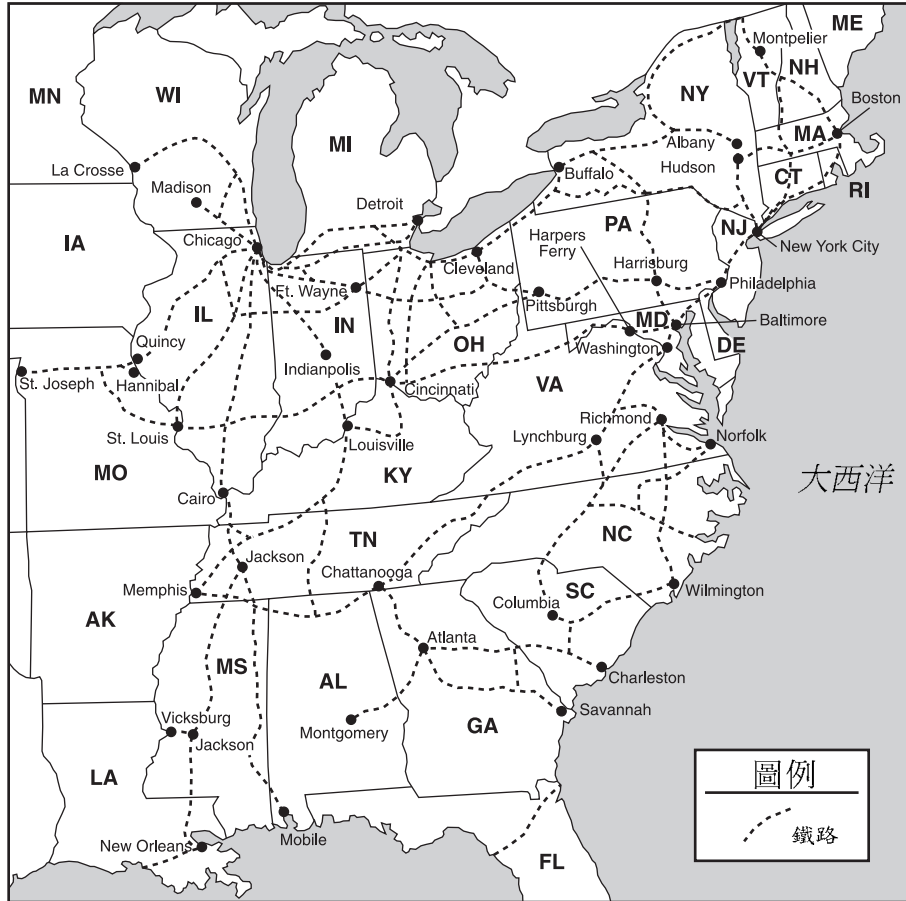 ME
Montpelier
VT
NH
MN
WI
NY
Boston
MI
MA
Albany
Hudson
La Crosse
Buffalo
CT
RI
Madison
Detroit
IA
PA
NJ
Chicago
Harpers
Ferry
New York City
Cleveland
Harrisburg
Ft. Wayne
Philadelphia
IL
IN
Pittsburgh
MD
Baltimore
OH
DE
Quincy
Washington
Indianpolis
St. Joseph
Hannibal
Cincinnati
VA
Richmond
St. Louis
Louisville
Lynchburg
Norfolk
MO
KY
大西洋
Cairo
NC
TN
Jackson
Chattanooga
Memphis
SC
Wilmington
AK
Columbia
Atlanta
MS
Charleston
AL
Vicksburg
Savannah
Montgomery
GA
Jackson
LA
圖例
鐵路
Mobile
New Orleans
FL